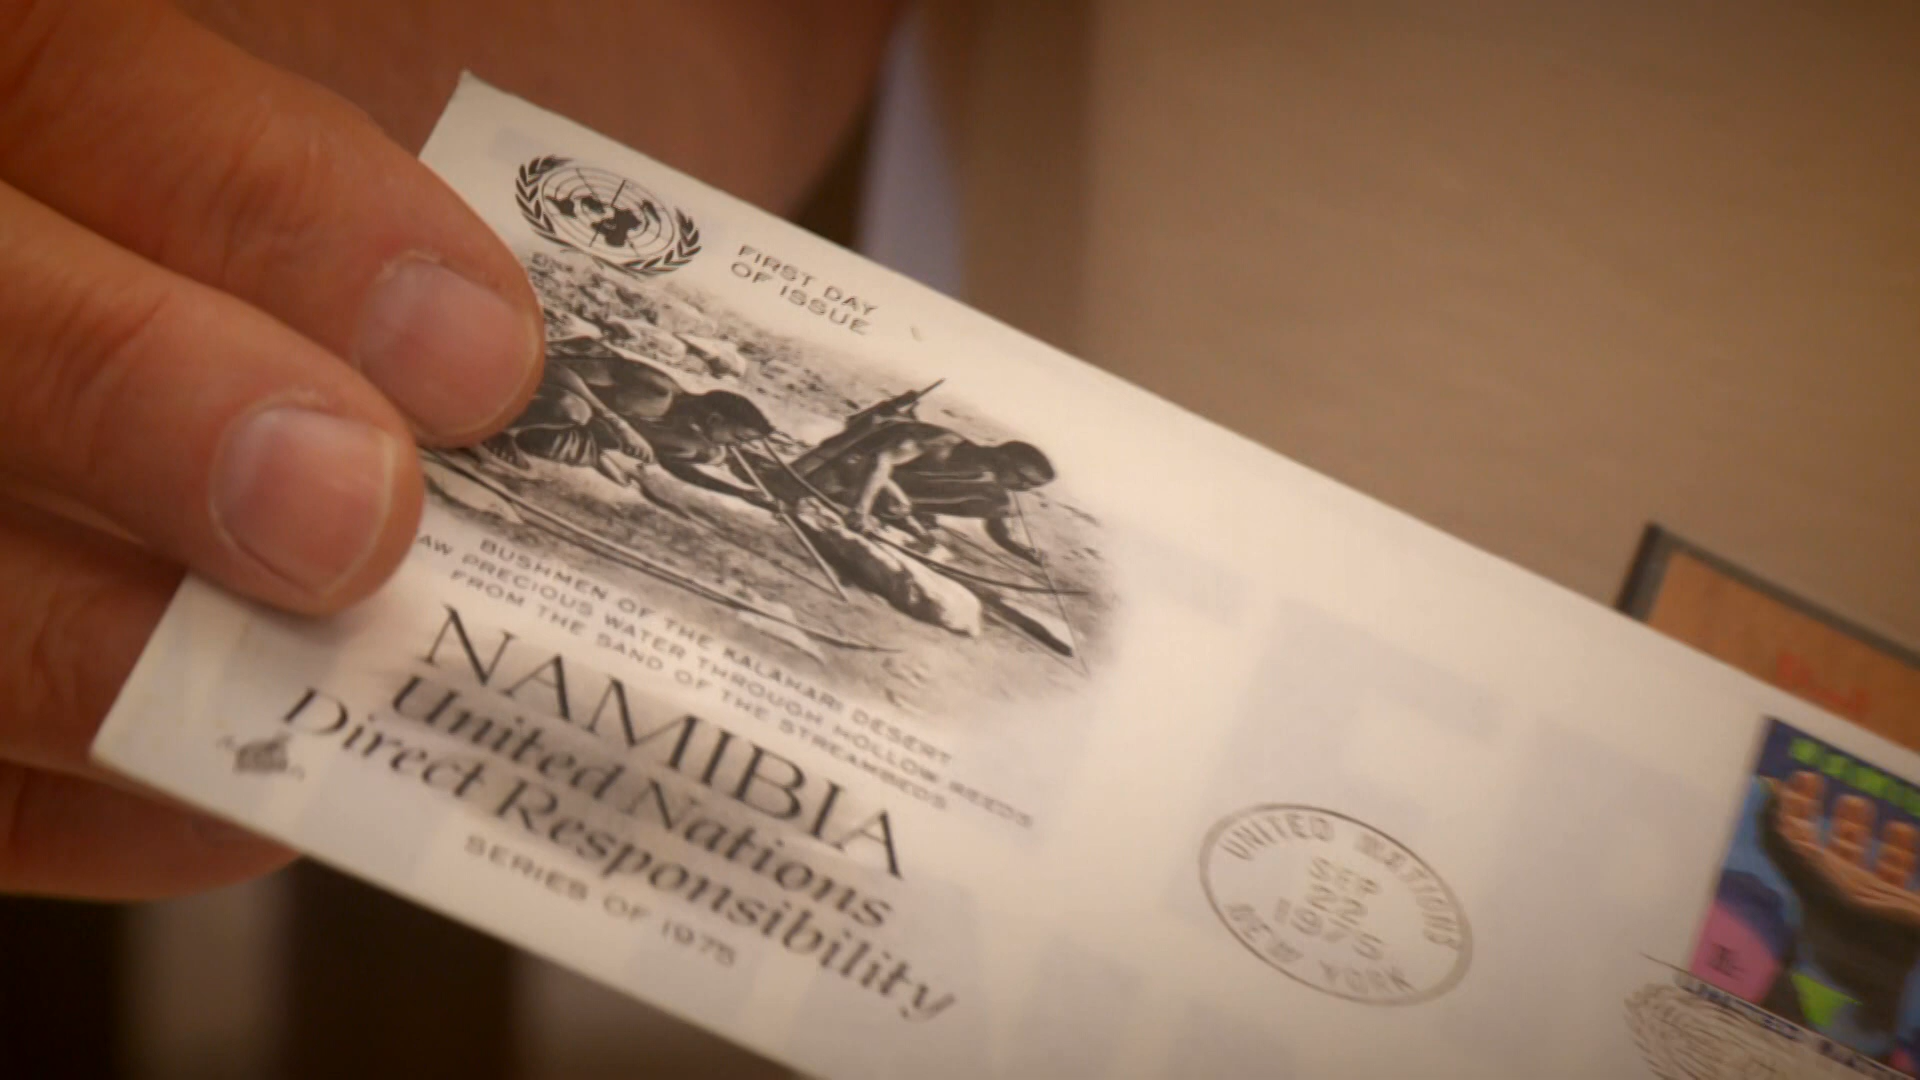 FIRST DAY
OF ISSUE
BUSHMEN OF THE KALAHARI DESERT
AW PRECIOUS WATER THROUGH HOLLOW REEDS
FROM THE SAND OF THE STREAMBEDS
NAMIBIA
United Nations
Direct Responsibility
SERIES OF 1975
UNITED NATIONS
SEP
22
1975
NEW YORK